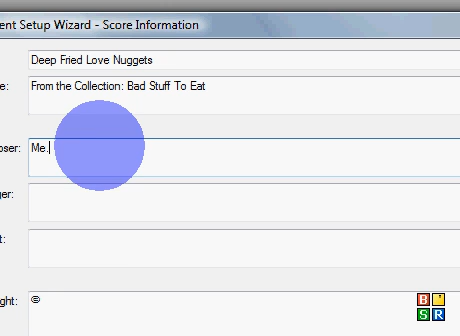 ent Setup Wizard - Score Information
Deep Fried Love Nuggets
e: From the Collection: Bad Stuff To Eat
oser: Me.
ger:
t:
ght: ©
B
S R